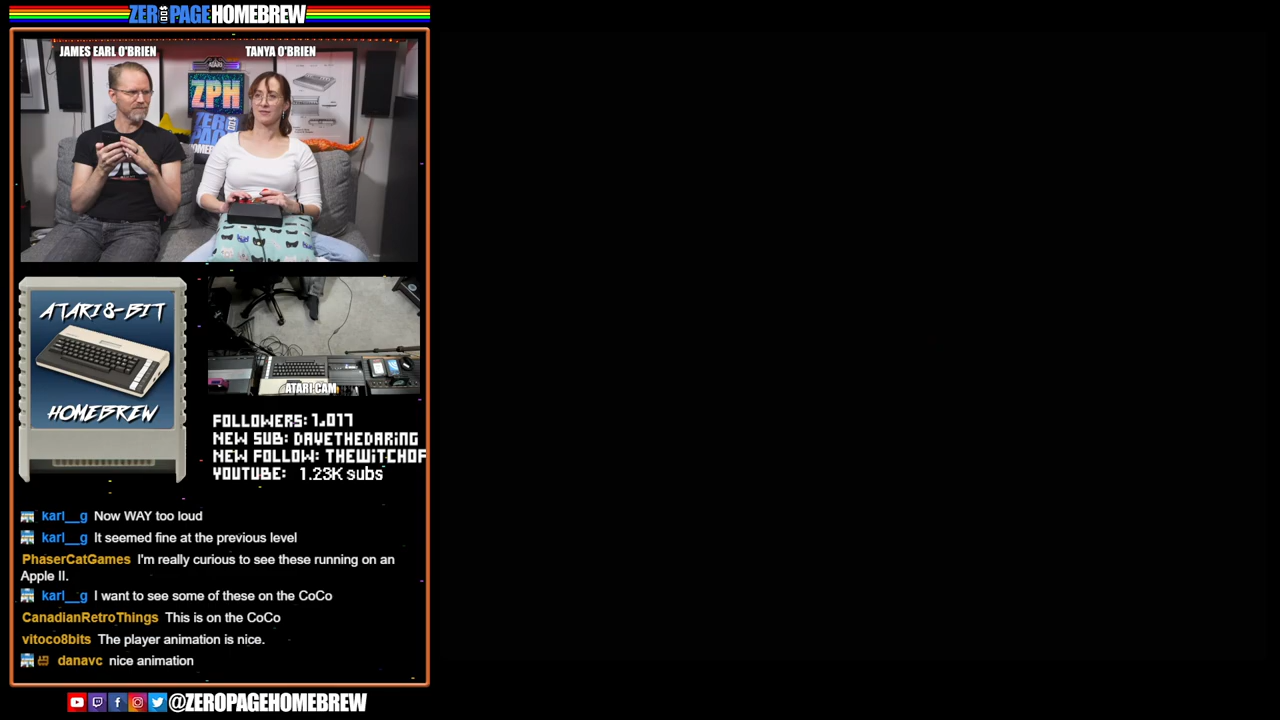 ZEROPAGEHOMEBREW
JAMES EARL O'BRIEN
TANYA O'BRIEN
ATARI
ZPH
ZERO
PAGE
ATARI 8-BIT
HOMEBREW
ATARI CAM
FOLLOWERS: 1,017
NEW SUB: DAVETHEDARING
NEW FOLLOW: THEWITCHOF
YOUTUBE: 1.23K subs
karl__g Now WAY too loud
karl__g It seemed fine at the previous level
PhaserCatGames I'm really curious to see these running on an
Apple II.
karl__g I want to see some of these on the CoCo
CanadianRetroThings This is on the CoCo
vitoco8bits The player animation is nice.
danavc nice animation
@ZEROPAGEHOMEBREW